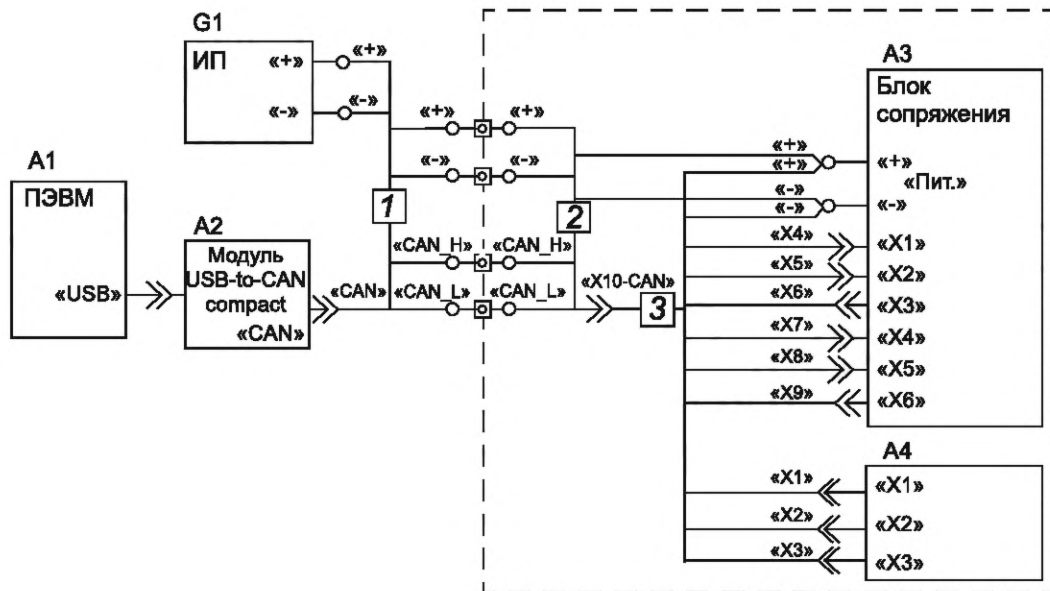 G1
ИП
«+»
«-»
«+»
«-»
A1
ПЭВМ
«USB»
A2
Модуль
USB-to-CAN
compact
«CAN»
«CAN»
1
«+»
«+»
«-»
«-»
«CAN_H»
«CAN_H»
«CAN_L»
«CAN_L»
2
«X10-CAN»
3
A3
Блок
сопряжения
«+»
«+»
«+»
«Пит.»
«-»
«-»
«-»
«X4»
«X1»
«X5»
«X2»
«X6»
«X3»
«X7»
«X4»
«X8»
«X5»
«X9»
«X6»
A4
«X1»
«X1»
«X2»
«X2»
«X3»
«X3»